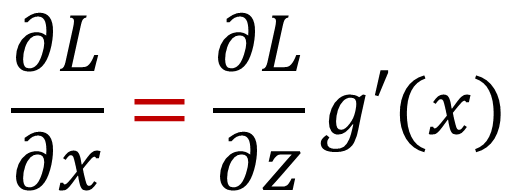 ∂L/∂x = ∂L/∂z g′(x)